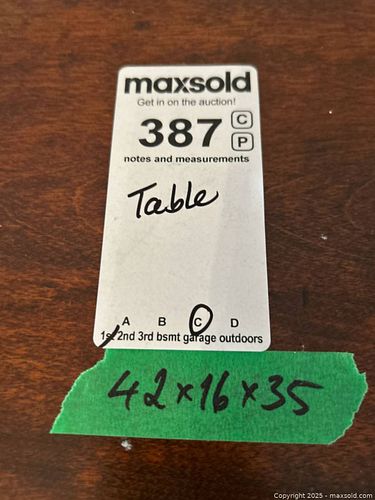 maxsold
Get in on the auction!
387 C
P
notes and measurements
Table
A B C D
1st 2nd 3rd bsmt garage outdoors
42x16x35
Copyright 2025 - maxsold.com